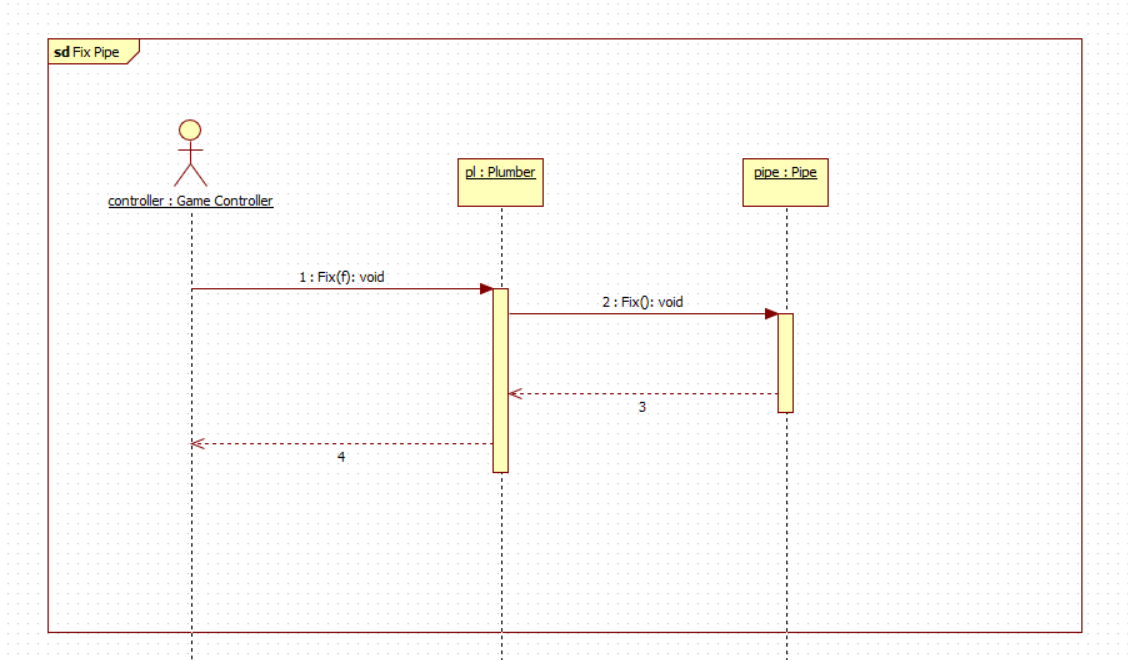 sd Fix Pipe
controller : Game Controller
pl : Plumber
pipe : Pipe
1 : Fix(f): void
2 : Fix(): void
3
4